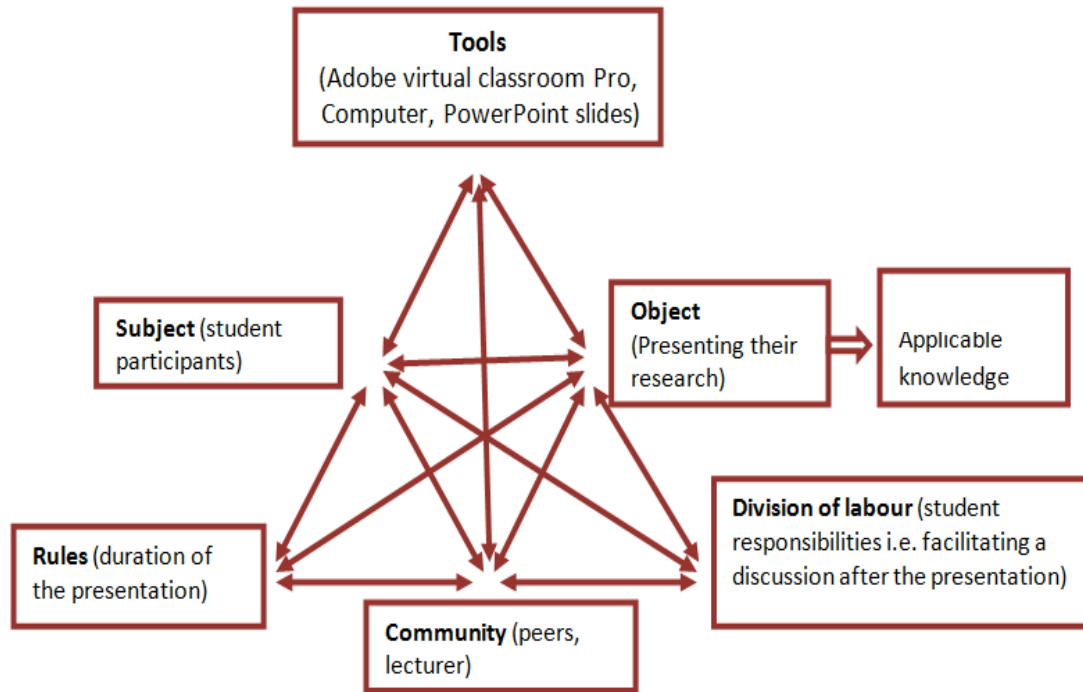 Tools
(Adobe virtual classroom Pro,
Computer, PowerPoint slides)
Subject (student
participants)
Object
(Presenting their
research)
Applicable
knowledge
Rules (duration of
the presentation)
Community (peers,
lecturer)
Division of labour (student
responsibilities i.e. facilitating a
discussion after the presentation)